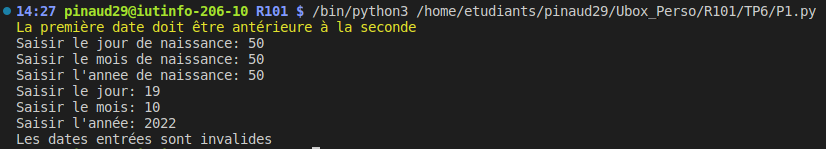 14:27 pinaud29@iutinfo-206-10 R101 $ /bin/python3 /home/etudiants/pinaud29/Ubox_Perso/R101/TP6/P1.py
La première date doit être antérieure à la seconde
Saisir le jour de naissance: 50
Saisir le mois de naissance: 50
Saisir l'annee de naissance: 50
Saisir le jour: 19
Saisir le mois: 10
Saisir l'année: 2022
Les dates entrées sont invalides